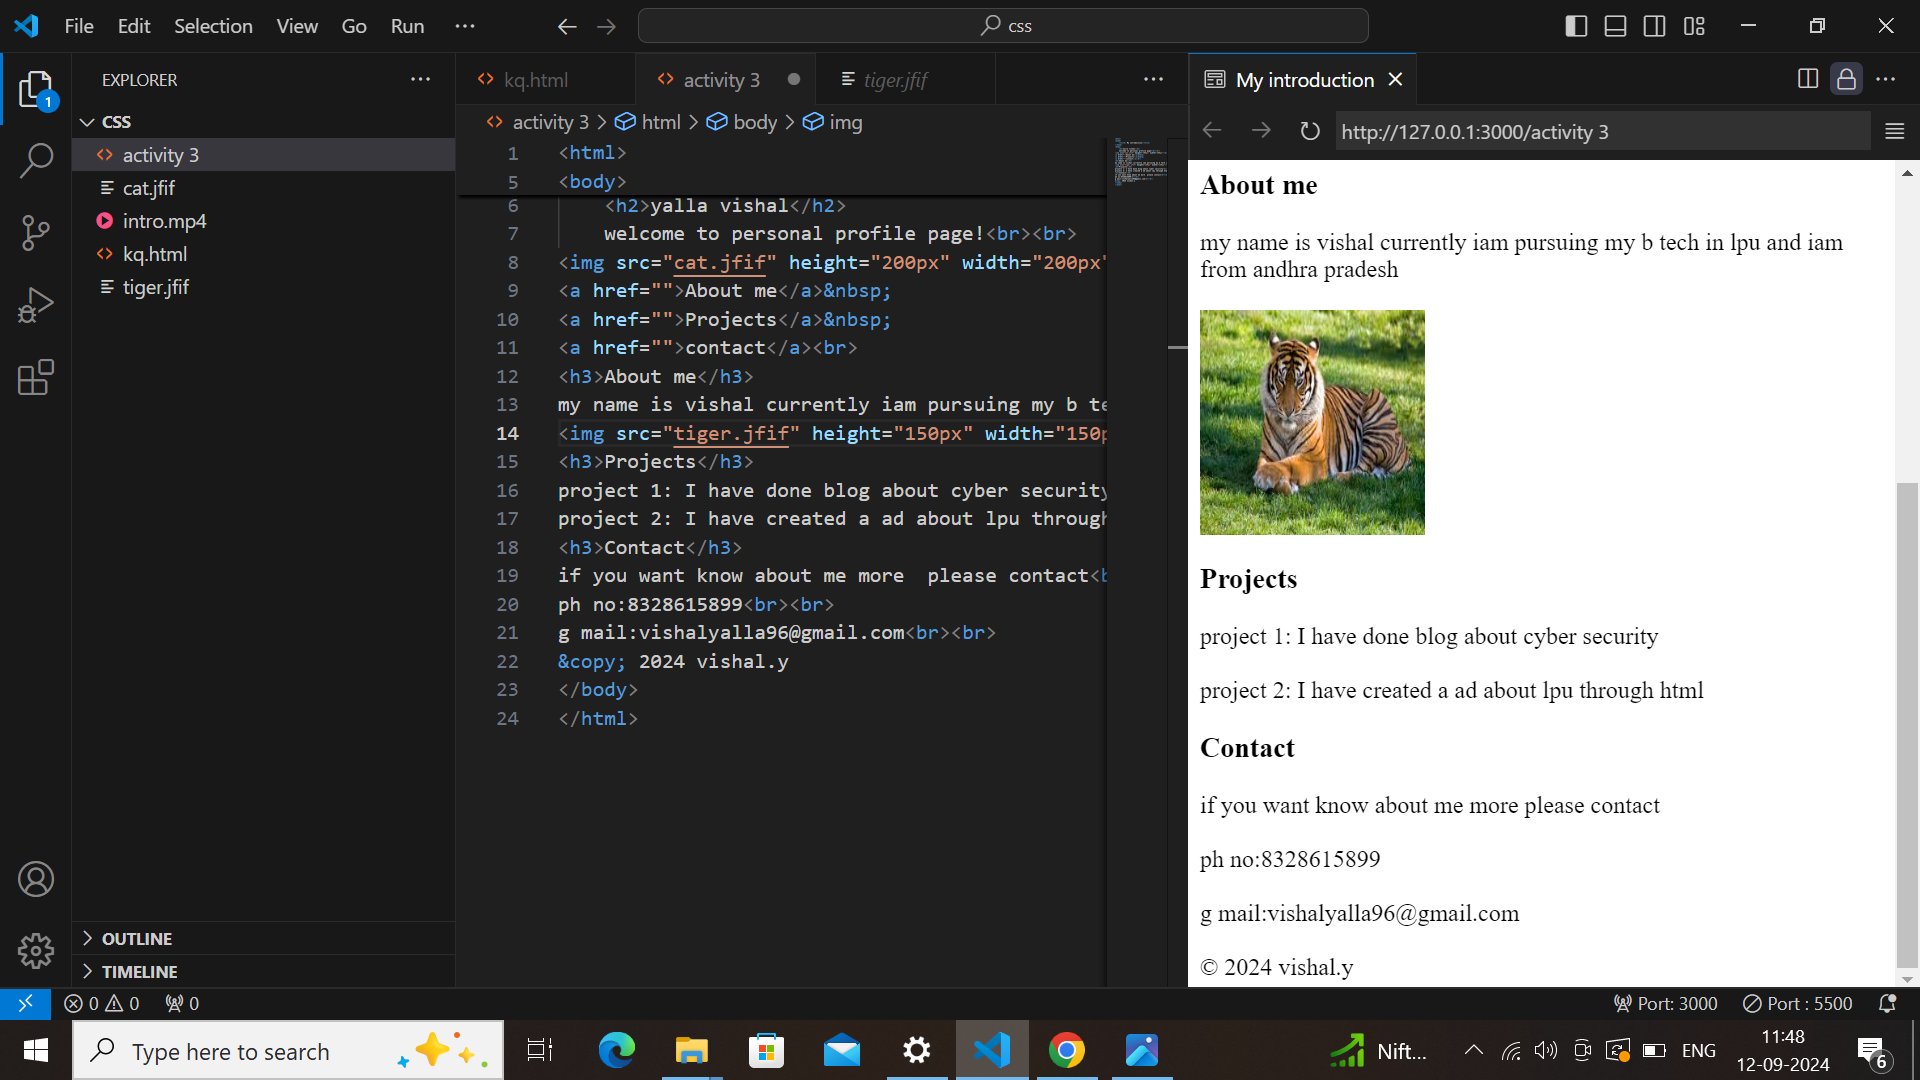 File Edit Selection View Go Run ··· css
EXPLORER ···
CSS
activity 3
cat.jfif
intro.mp4
kq.html
tiger.jfif
OUTLINE
TIMELINE
1
kq.html activity 3 tiger.jfif ···
activity 3 > html > body > img
1 <html>
5 <body>
6 <h2>yalla vishal</h2>
7 welcome to personal profile page!<br><br>
8 <img src="cat.jfif" height="200px" width="200px"
9 <a href="">About me</a>&nbsp;
10 <a href="">Projects</a>&nbsp;
11 <a href="">contact</a><br>
12 <h3>About me</h3>
13 my name is vishal currently iam pursuing my b te
14 <img src="tiger.jfif" height="150px" width="150p
15 <h3>Projects</h3>
16 project 1: I have done blog about cyber security
17 project 2: I have created a ad about lpu through
18 <h3>Contact</h3>
19 if you want know about me more  please contact<b
20 ph no:8328615899<br><br>
21 g mail:vishalyalla96@gmail.com<br><br>
22 &copy; 2024 vishal.y
23 </body>
24 </html>
My introduction
http://127.0.0.1:3000/activity 3
About me
my name is vishal currently iam pursuing my b tech in lpu and iam
from andhra pradesh
Projects
project 1: I have done blog about cyber security
project 2: I have created a ad about lpu through html
Contact
if you want know about me more please contact
ph no:8328615899
g mail:vishalyalla96@gmail.com
© 2024 vishal.y
0 0 0 Port: 3000 Port : 5500
Type here to search Nift... ENG 11:48
12-09-2024
6